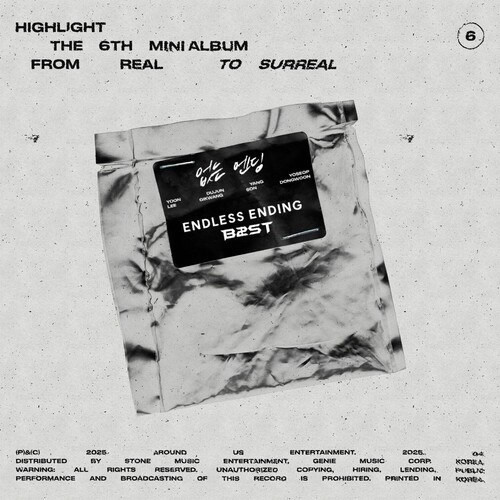 HIGHLIGHT
THE 6TH MINI ALBUM
FROM REAL TO SURREAL
6
없는 엔딩
YOON DUJUN YANG YOSEOP
LEE GIKWANG SON DONGWOON
ENDLESS ENDING
B2ST
(P)&(C) 2025. AROUND US ENTERTAINMENT. 2025. 04.
DISTRIBUTED BY STONE MUSIC ENTERTAINMENT, GENIE MUSIC CORP. KOREA,
WARNING: ALL RIGHTS RESERVED. UNAUTHORIZED COPYING, HIRING, LENDING, PUBLIC
PERFORMANCE AND BROADCASTING OF THIS RECORD IS PROHIBITED. PRINTED IN KOREA.